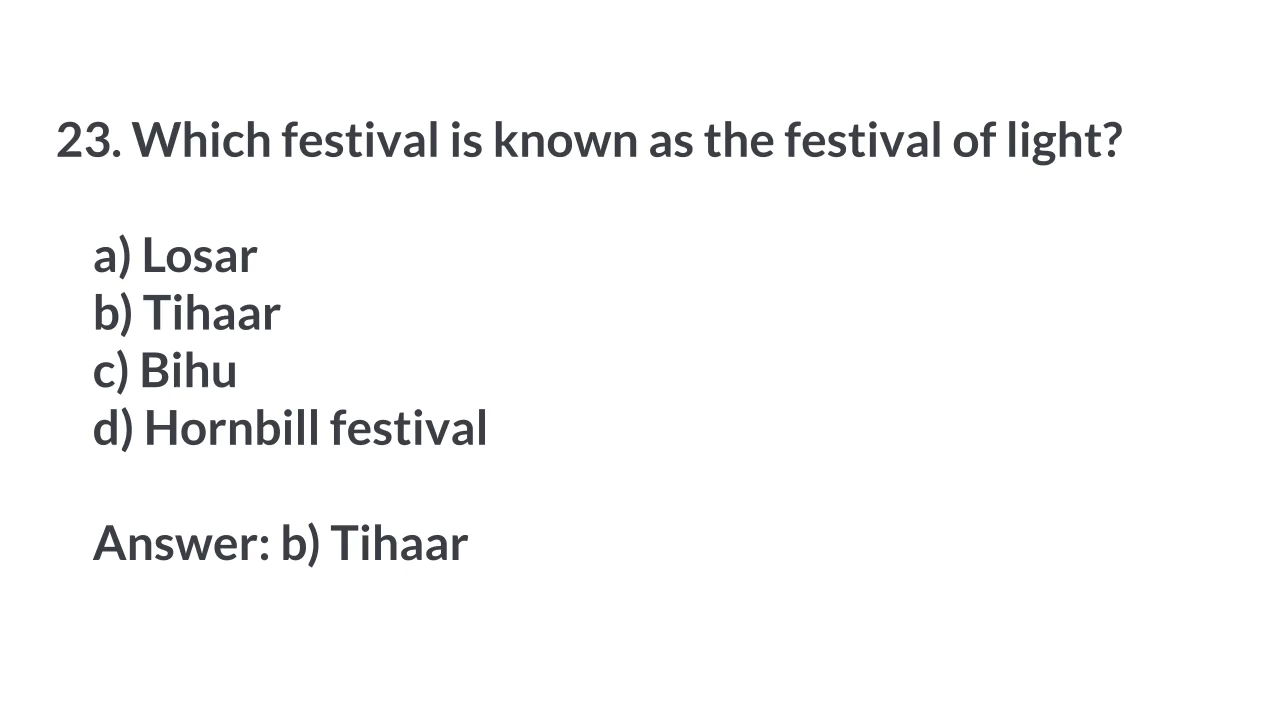 23. Which festival is known as the festival of light?
a) Losar
b) Tihaar
c) Bihu
d) Hornbill festival
Answer: b) Tihaar